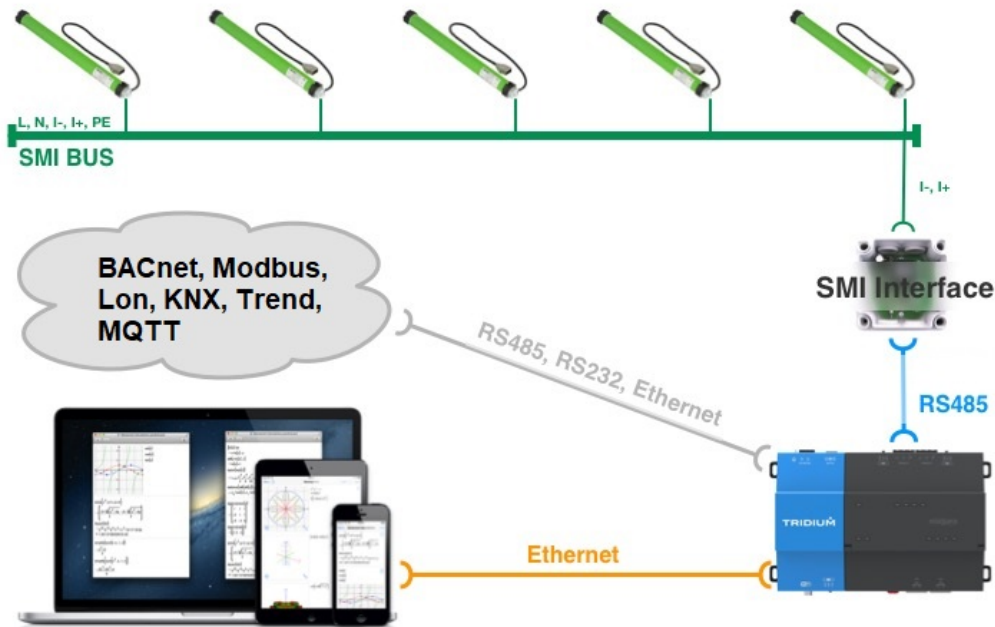 L, N, I-, I+, PE
SMI BUS
I-, I+
BACnet, Modbus,
Lon, KNX, Trend,
MQTT
SMI Interface
RS485, RS232, Ethernet
RS485
TRIDIUM
Ethernet